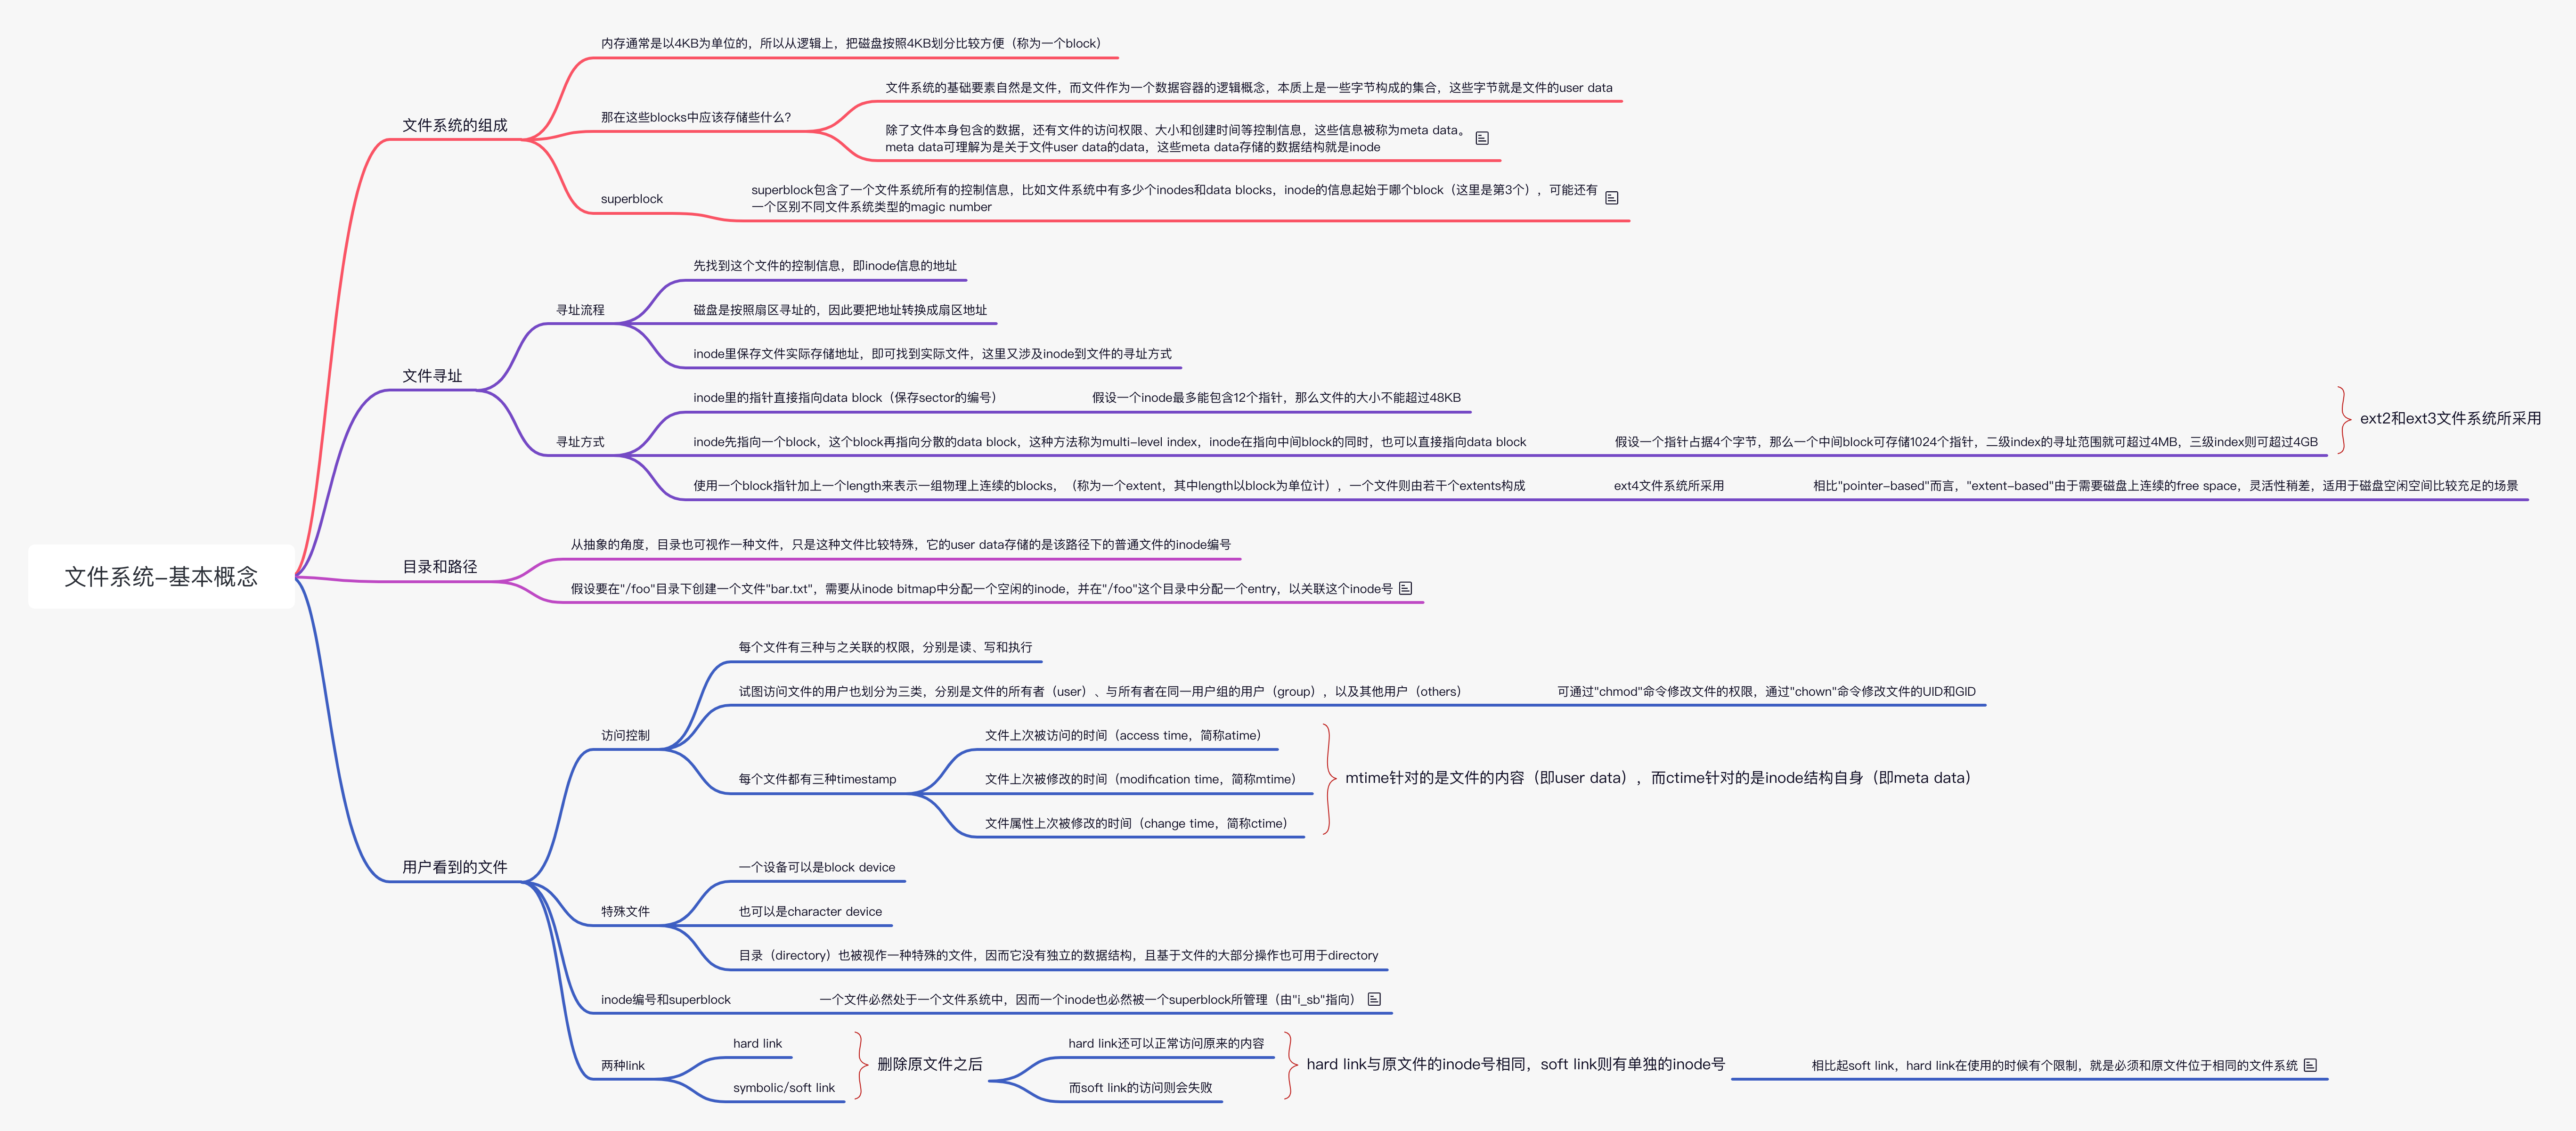 文件系统-基本概念
文件系统的组成
内存通常是以4KB为单位的，所以从逻辑上，把磁盘按照4KB划分比较方便（称为一个block）
那在这些blocks中应该存储些什么?
文件系统的基础要素自然是文件，而文件作为一个数据容器的逻辑概念，本质上是一些字节构成的集合，这些字节就是文件的user data
除了文件本身包含的数据，还有文件的访问权限、大小和创建时间等控制信息，这些信息被称为meta data。
meta data可理解为是关于文件user data的data，这些meta data存储的数据结构就是inode
superblock
superblock包含了一个文件系统所有的控制信息，比如文件系统中有多少个inodes和data blocks，inode的信息起始于哪个block（这里是第3个），可能还有
一个区别不同文件系统类型的magic number
文件寻址
寻址流程
先找到这个文件的控制信息，即inode信息的地址
磁盘是按照扇区寻址的，因此要把地址转换成扇区地址
inode里保存文件实际存储地址，即可找到实际文件，这里又涉及inode到文件的寻址方式
寻址方式
inode里的指针直接指向data block（保存sector的编号）
假设一个inode最多能包含12个指针，那么文件的大小不能超过48KB
inode先指向一个block，这个block再指向分散的data block，这种方法称为multi-level index，inode在指向中间block的同时，也可以直接指向data block
假设一个指针占据4个字节，那么一个中间block可存储1024个指针，二级index的寻址范围就可超过4MB，三级index则可超过4GB
ext2和ext3文件系统所采用
使用一个block指针加上一个length来表示一组物理上连续的blocks，（称为一个extent，其中length以block为单位计），一个文件则由若干个extents构成
ext4文件系统所采用
相比"pointer-based"而言，"extent-based"由于需要磁盘上连续的free space，灵活性稍差，适用于磁盘空闲空间比较充足的场景
目录和路径
从抽象的角度，目录也可视作一种文件，只是这种文件比较特殊，它的user data存储的是该路径下的普通文件的inode编号
假设要在"/foo"目录下创建一个文件"bar.txt"，需要从inode bitmap中分配一个空闲的inode，并在"/foo"这个目录中分配一个entry，以关联这个inode号
用户看到的文件
访问控制
每个文件有三种与之关联的权限，分别是读、写和执行
试图访问文件的用户也划分为三类，分别是文件的所有者（user）、与所有者在同一用户组的用户（group），以及其他用户（others）
可通过"chmod"命令修改文件的权限，通过"chown"命令修改文件的UID和GID
每个文件都有三种timestamp
文件上次被访问的时间（access time，简称atime）
文件上次被修改的时间（modification time，简称mtime）
文件属性上次被修改的时间（change time，简称ctime）
mtime针对的是文件的内容（即user data），而ctime针对的是inode结构自身（即meta data）
特殊文件
一个设备可以是block device
也可以是character device
目录（directory）也被视作一种特殊的文件，因而它没有独立的数据结构，且基于文件的大部分操作也可用于directory
inode编号和superblock
一个文件必然处于一个文件系统中，因而一个inode也必然被一个superblock所管理（由"i_sb"指向）
两种link
hard link
symbolic/soft link
删除原文件之后
hard link还可以正常访问原来的内容
而soft link的访问则会失败
hard link与原文件的inode号相同，soft link则有单独的inode号
相比起soft link，hard link在使用的时候有个限制，就是必须和原文件位于相同的文件系统